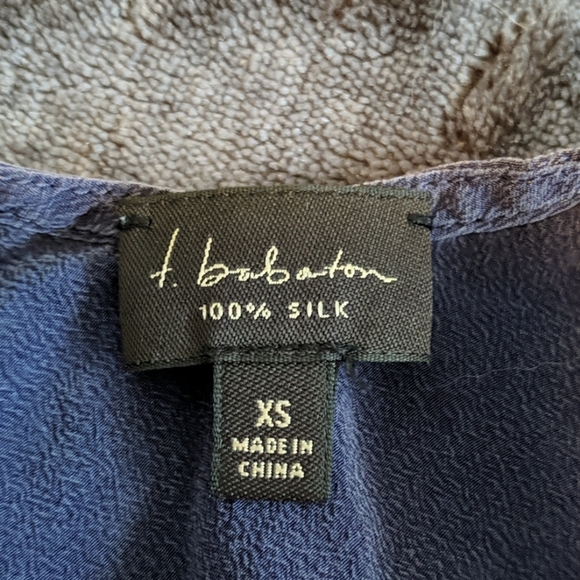 t. babaton
100% SILK
XS
MADE IN
CHINA